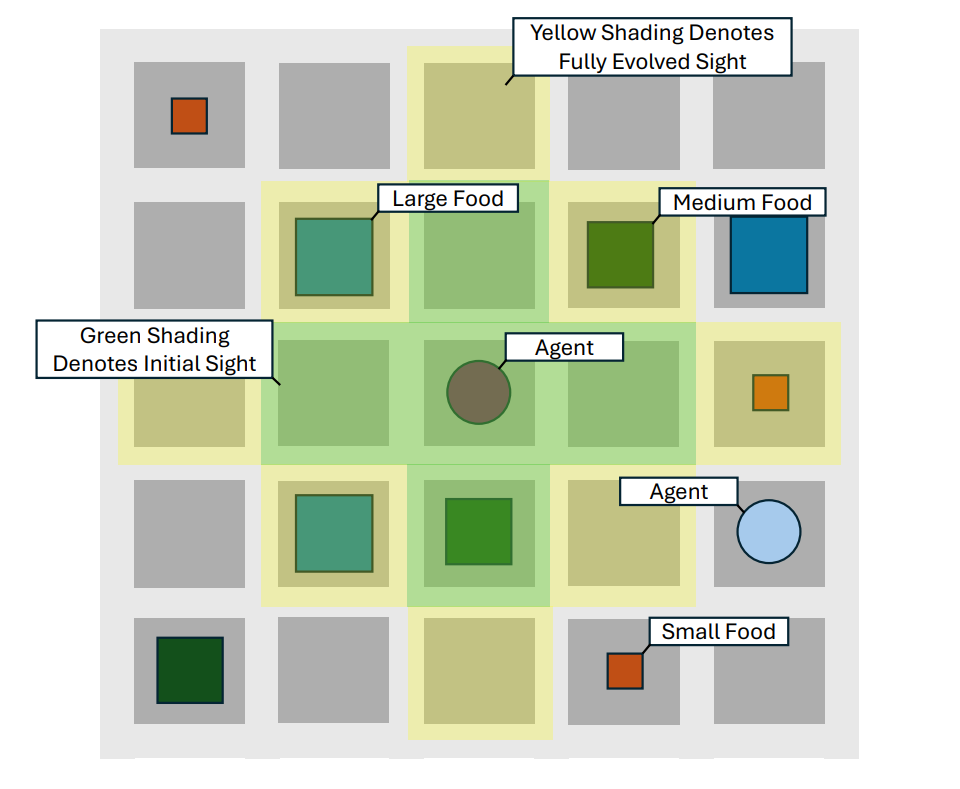 Yellow Shading Denotes
Fully Evolved Sight
Large Food
Medium Food
Green Shading
Denotes Initial Sight
Agent
Agent
Small Food